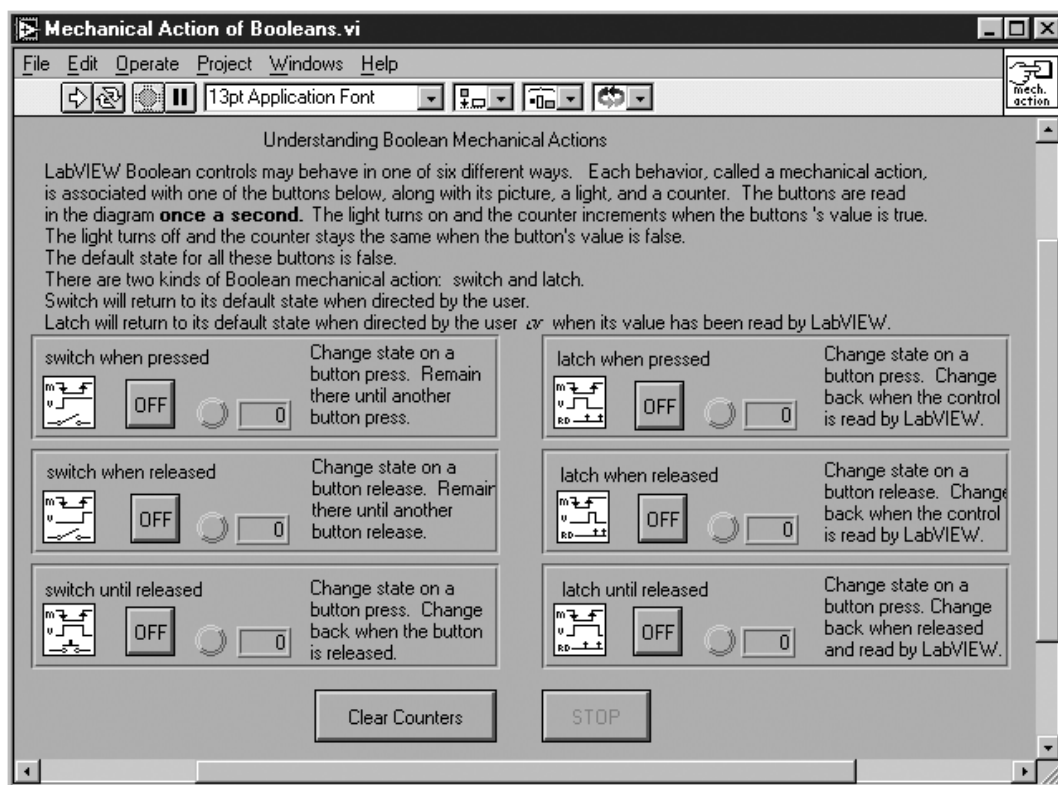 Mechanical Action of Booleans.vi
File Edit Operate Project Windows Help
13pt Application Font
mech.
action
Understanding Boolean Mechanical Actions
LabVIEW Boolean controls may behave in one of six different ways. Each behavior, called a mechanical action,
is associated with one of the buttons below, along with its picture, a light, and a counter. The buttons are read
in the diagram once a second. The light turns on and the counter increments when the buttons 's value is true.
The light turns off and the counter stays the same when the button's value is false.
The default state for all these buttons is false.
There are two kinds of Boolean mechanical action: switch and latch.
Switch will return to its default state when directed by the user.
Latch will return to its default state when directed by the user or when its value has been read by LabVIEW.
switch when pressed
m
v
OFF
0
Change state on a
button press. Remain
there until another
button press.
latch when pressed
m
v
RD
OFF
0
Change state on a
button press. Change
back when the control
is read by LabVIEW.
switch when released
m
v
OFF
0
Change state on a
button release. Remain
there until another
button release.
latch when released
m
v
RD
OFF
0
Change state on a
button release. Change
back when the control
is read by LabVIEW.
switch until released
m
v
OFF
0
Change state on a
button press. Change
back when the button
is released.
latch until released
m
v
RD
OFF
0
Change state on a
button press. Change
back when released
and read by LabVIEW.
Clear Counters
STOP